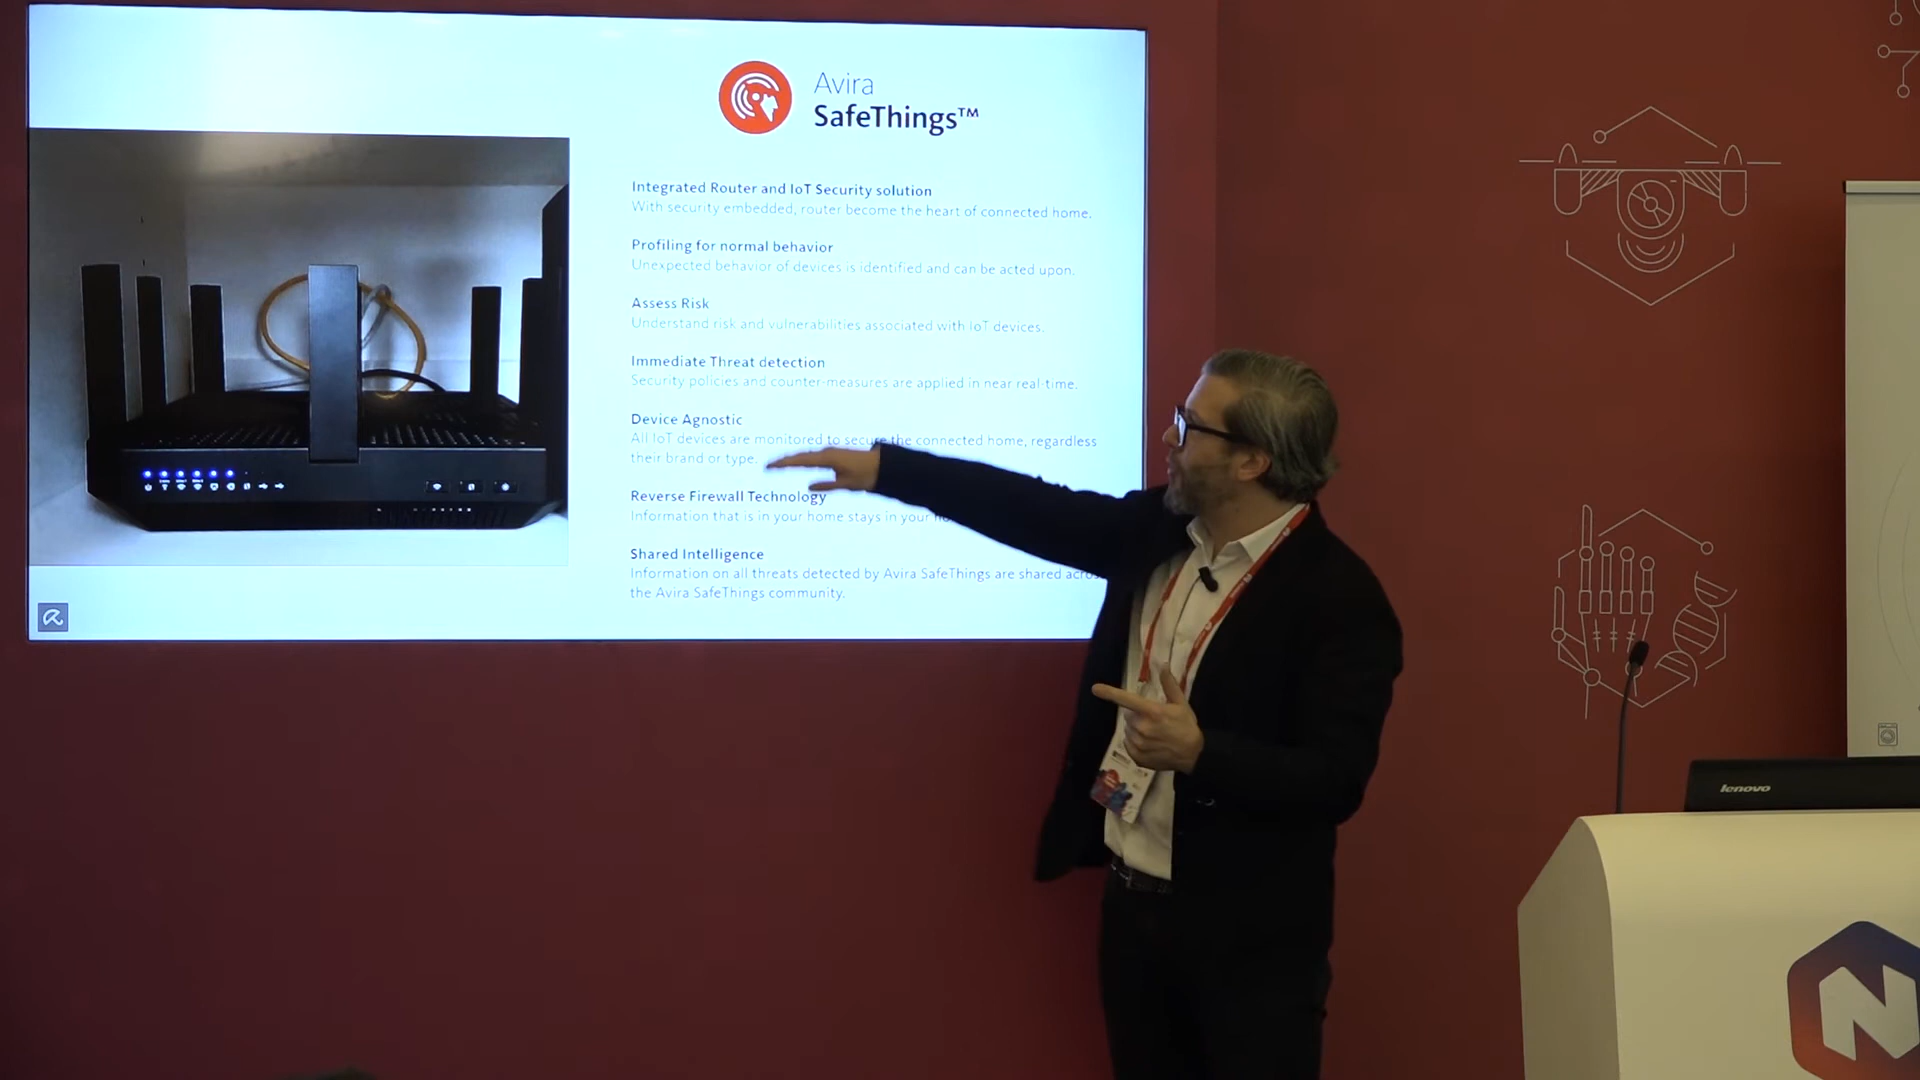 Avira
SafeThings™
Integrated Router and IoT Security solution
With security embedded, router become the heart of connected home.
Profiling for normal behavior
Unexpected behavior of devices is identified and can be acted upon.
Assess Risk
Understand risk and vulnerabilities associated with IoT devices.
Immediate Threat detection
Security policies and counter-measures are applied in near real-time.
Device Agnostic
All IoT devices are monitored to secure the connected home, regardless
their brand or type.
Reverse Firewall Technology
Information that is in your home stays in your
Shared Intelligence
Information on all threats detected by Avira SafeThings are shared across
the Avira SafeThings community.
lenovo
N